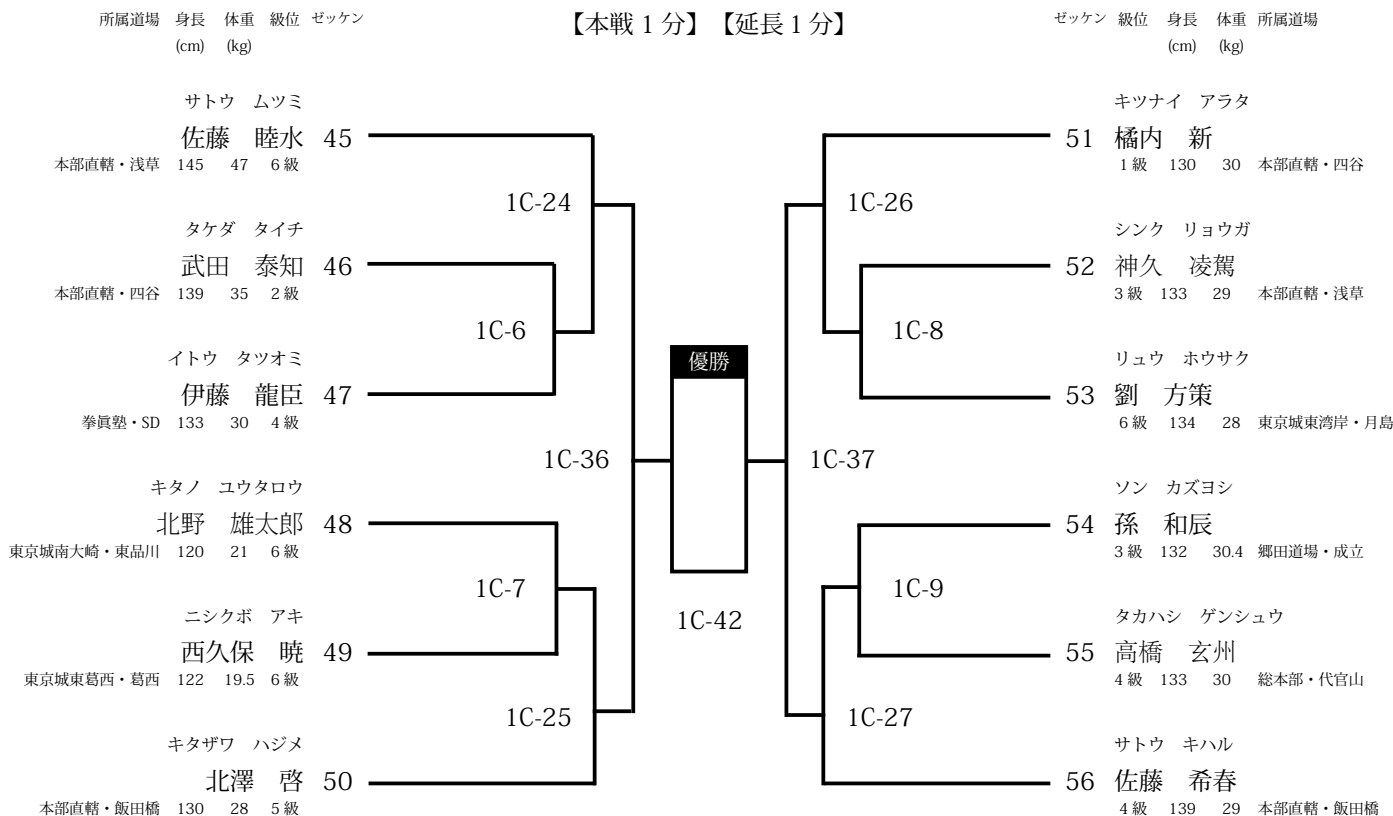 所属道場 身長 体重 級位 ゼッケン
(cm) (kg)
【本戦 1 分】【延長 1 分】
ゼッケン 級位 身長 体重 所属道場
(cm) (kg)
サトウ ムツミ
佐藤 睦水 45
本部直轄・浅草 145 47 6 級
1C-24
タケダ タイチ
武田 泰知 46
本部直轄・四谷 139 35 2 級
1C-6
イトウ タツオミ
伊藤 龍臣 47
拳眞塾・SD 133 30 4 級
1C-36
キタノ ユウタロウ
北野 雄太郎 48
東京城南大崎・東品川 120 21 6 級
1C-7
ニシクボ アキ
西久保 暁 49
東京城東葛西・葛西 122 19.5 6 級
1C-25
キタザワ ハジメ
北澤 啓 50
本部直轄・飯田橋 130 28 5 級
優勝
1C-42
キツナイ アラタ
51 橘内 新
1 級 130 30 本部直轄・四谷
1C-26
シンク リョウガ
52 神久 凌駕
3 級 133 29 本部直轄・浅草
1C-8
リュウ ホウサク
53 劉 方策
6 級 134 28 東京城東湾岸・月島
1C-37
ソン カズヨシ
54 孫 和辰
3 級 132 30.4 郷田道場・成立
1C-9
タカハシ ゲンシュウ
55 高橋 玄州
4 級 133 30 総本部・代官山
1C-27
サトウ キハル
56 佐藤 希春
4 級 139 29 本部直轄・飯田橋